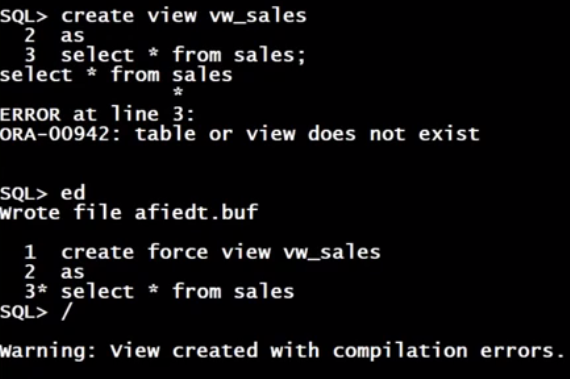 SQL> create view vw_sales
  2  as
  3  select * from sales;
select * from sales
              *
ERROR at line 3:
ORA-00942: table or view does not exist
SQL> ed
Wrote file afiedt.buf
  1  create force view vw_sales
  2  as
  3* select * from sales
SQL> /
Warning: View created with compilation errors.